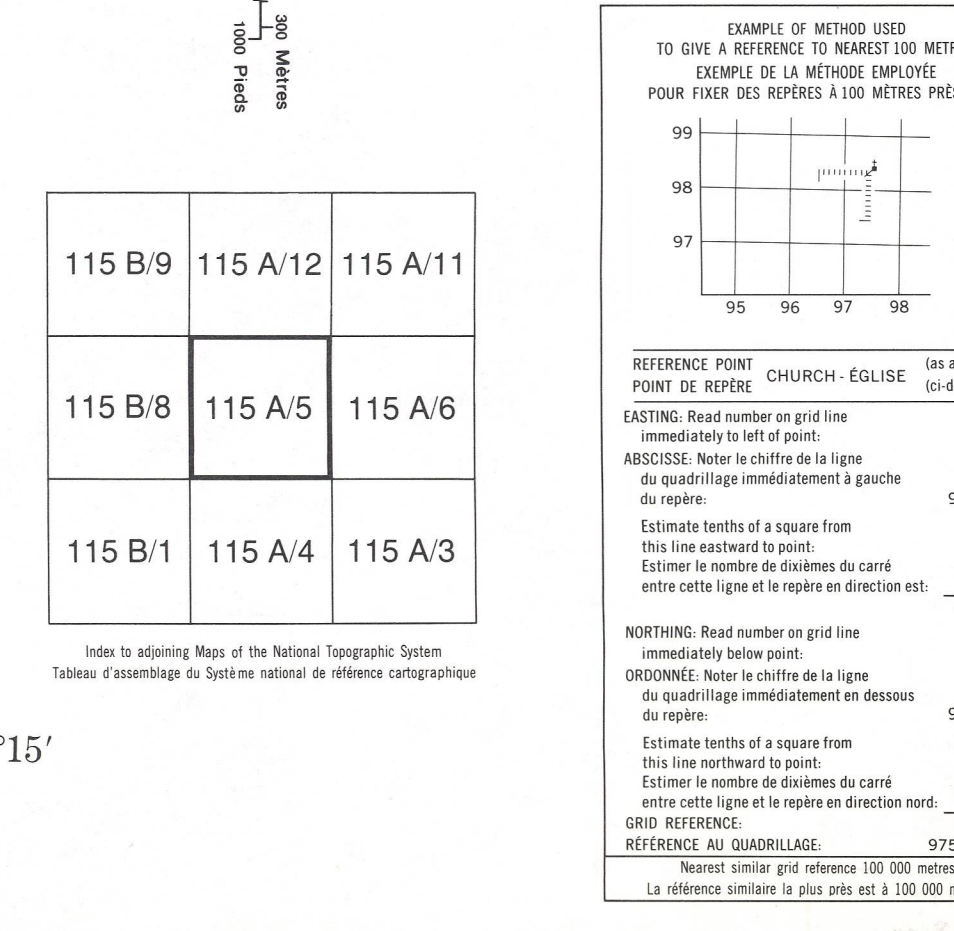 300 Mètres
1000 Pieds
115 B/9 115 A/12 115 A/11
115 B/8 115 A/5 115 A/6
115 B/1 115 A/4 115 A/3
Index to adjoining Maps of the National Topographic System
Tableau d'assemblage du Système national de référence cartographique
°15′
EXAMPLE OF METHOD USED
TO GIVE A REFERENCE TO NEAREST 100 METR
EXEMPLE DE LA MÉTHODE EMPLOYÉE
POUR FIXER DES REPÈRES À 100 MÈTRES PRÈS
99
98
97
95 96 97 98
REFERENCE POINT
POINT DE REPÈRE
CHURCH - ÉGLISE
(as a
(ci-d
EASTING: Read number on grid line
immediately to left of point:
ABSCISSE: Noter le chiffre de la ligne
du quadrillage immédiatement à gauche
du repère: 9
Estimate tenths of a square from
this line eastward to point:
Estimer le nombre de dixièmes du carré
entre cette ligne et le repère en direction est:
NORTHING: Read number on grid line
immediately below point:
ORDONNÉE: Noter le chiffre de la ligne
du quadrillage immédiatement en dessous
du repère: 9
Estimate tenths of a square from
this line northward to point:
Estimer le nombre de dixièmes du carré
entre cette ligne et le repère en direction nord:
GRID REFERENCE:
RÉFÉRENCE AU QUADRILLAGE: 975
Nearest similar grid reference 100 000 metres
La référence similaire la plus près est à 100 000 m